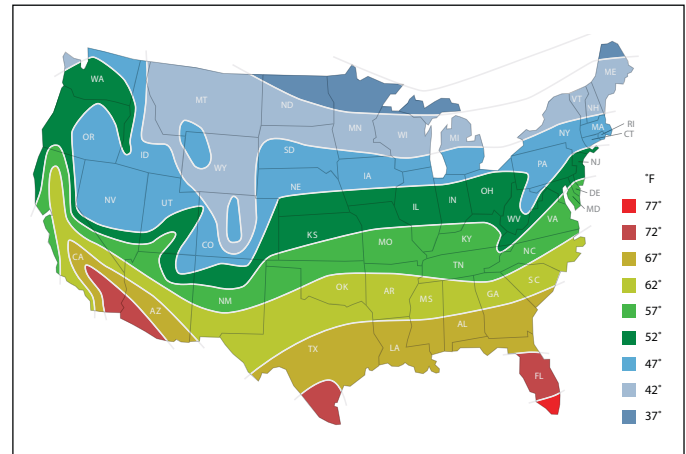 WA
MT
ND
MN
WI
MI
ME
VT
NH
MA
RI
CT
NY
OR
ID
WY
SD
IA
PA
NJ
NE
NV
UT
CO
IL
IN
OH
WV
VA
DE
MD
KS
MO
KY
NC
TN
CA
AZ
NM
OK
AR
MS
GA
SC
TX
LA
AL
FL
°F
77°
72°
67°
62°
57°
52°
47°
42°
37°